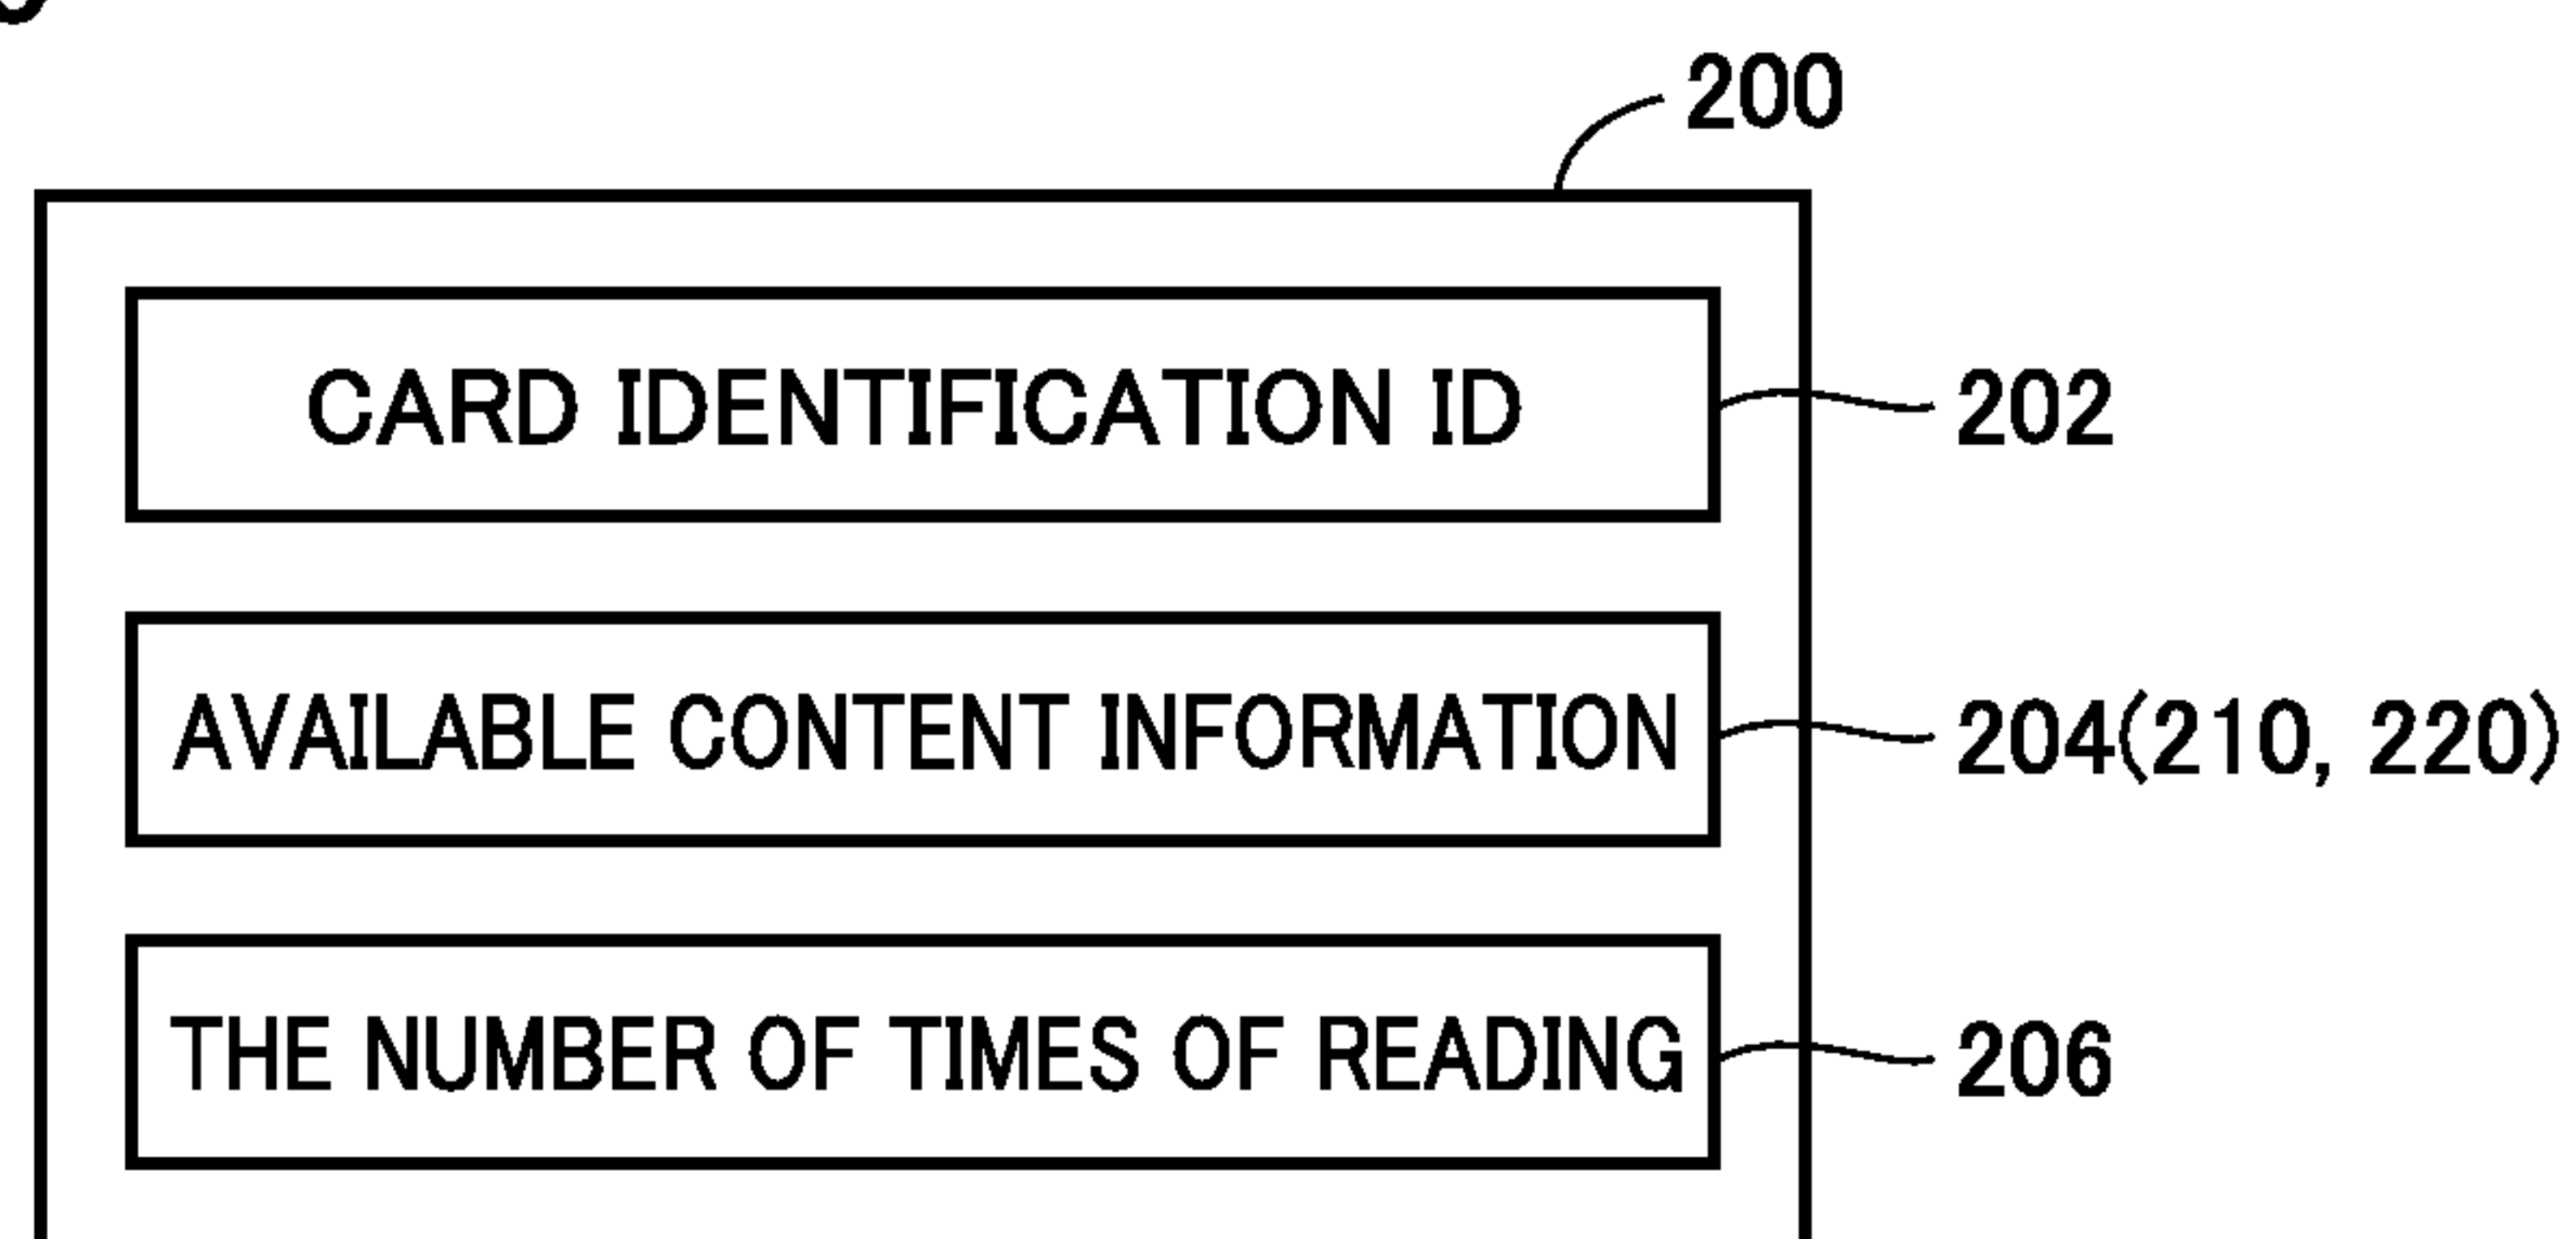 200
CARD IDENTIFICATION ID 202
AVAILABLE CONTENT INFORMATION 204(210, 220)
THE NUMBER OF TIMES OF READING 206